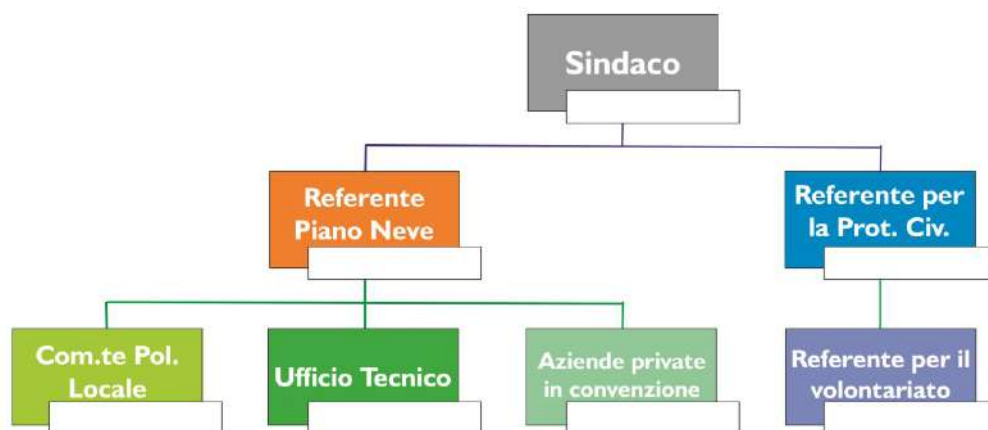 Sindaco
Referente
Piano Neve
Referente per
la Prot. Civ.
Com.te Pol.
Locale
Ufficio Tecnico
Aziende private
in convenzione
Referente per il
volontariato